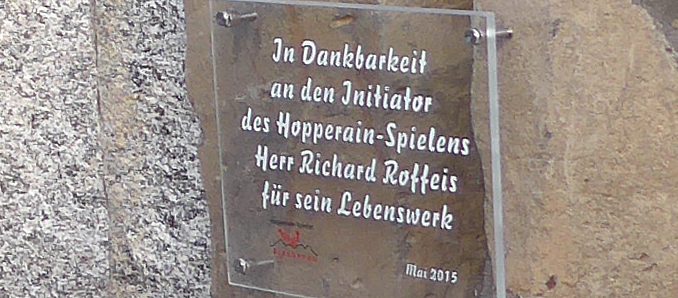 In Dankbarkeit
an den Initiator
des Hopperain-Spielens
Herr Richard Roffeis
für sein Lebenswerk
Mai 2015